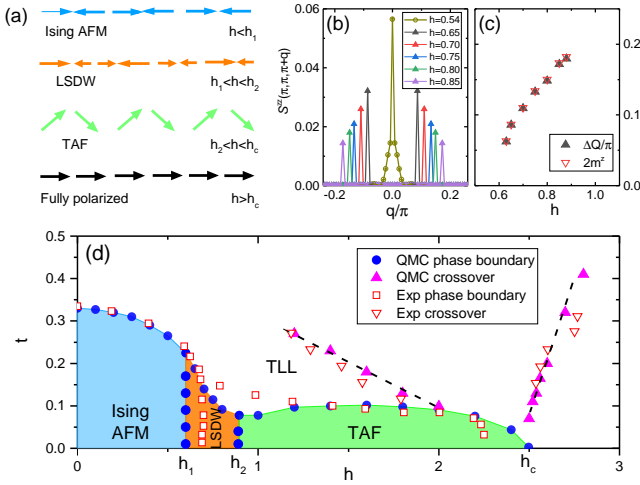 (a)
Ising AFM h<h1
LSDW h1<h<h2
TAF h2<h<hc
Fully polarized h>hc
(b)
h=0.54
h=0.65
h=0.70
h=0.75
h=0.80
h=0.85
S^zz(π,π,π+q)
0.06
0.04
0.02
0.00
-0.2 0.0 0.2
q/π
(c)
ΔQ/π
2m^z
0.2
0.1
0.0
0.6 0.8 1.0
h
(d)
QMC phase boundary
QMC crossover
Exp phase boundary
Exp crossover
TLL
Ising
AFM
LSDW
TAF
t
0.5
0.4
0.3
0.2
0.1
0.0
0 h1 h2 1 2 hc 3
h